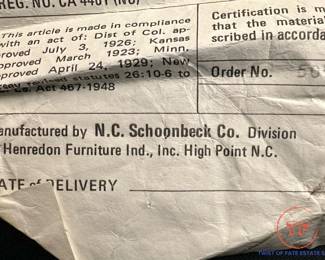 REG. NO. CA 4401 (NC)
This article is made in compliance
with an act of: Dist of Col. ap-
proved July 3, 1926; Kansas
approved March 1923; Minn.
approved April 24, 1929; New
statutes 26:10-6 to
Act 467-1948
Certification is m
that the materia
scribed in accorda
Order No.
anufactured by N.C. Schoonbeck Co. Division
Henredon Furniture Ind., Inc. High Point N.C.
ATE of DELIVERY
TWIST OF FATE ESTATE S